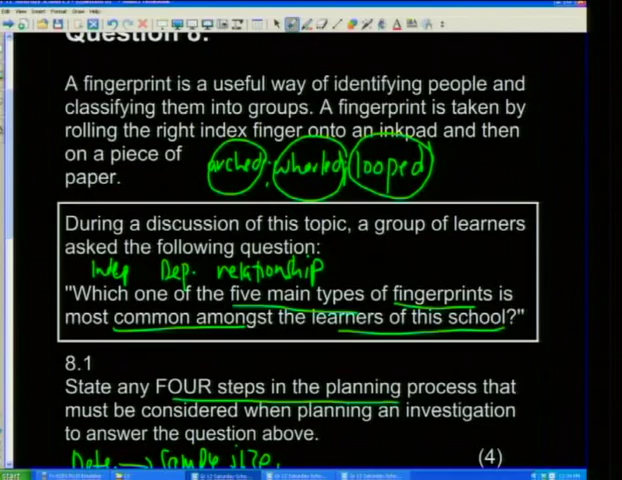 Question 8:
A fingerprint is a useful way of identifying people and
classifying them into groups. A fingerprint is taken by
rolling the right index finger onto an inkpad and then
on a piece of
paper.
arched; whorled; looped
During a discussion of this topic, a group of learners
asked the following question:
Indep Dep. relationship
"Which one of the five main types of fingerprints is
most common amongst the learners of this school?"
8.1
State any FOUR steps in the planning process that
must be considered when planning an investigation
to answer the question above.
(4)
Date → Sample size.
start